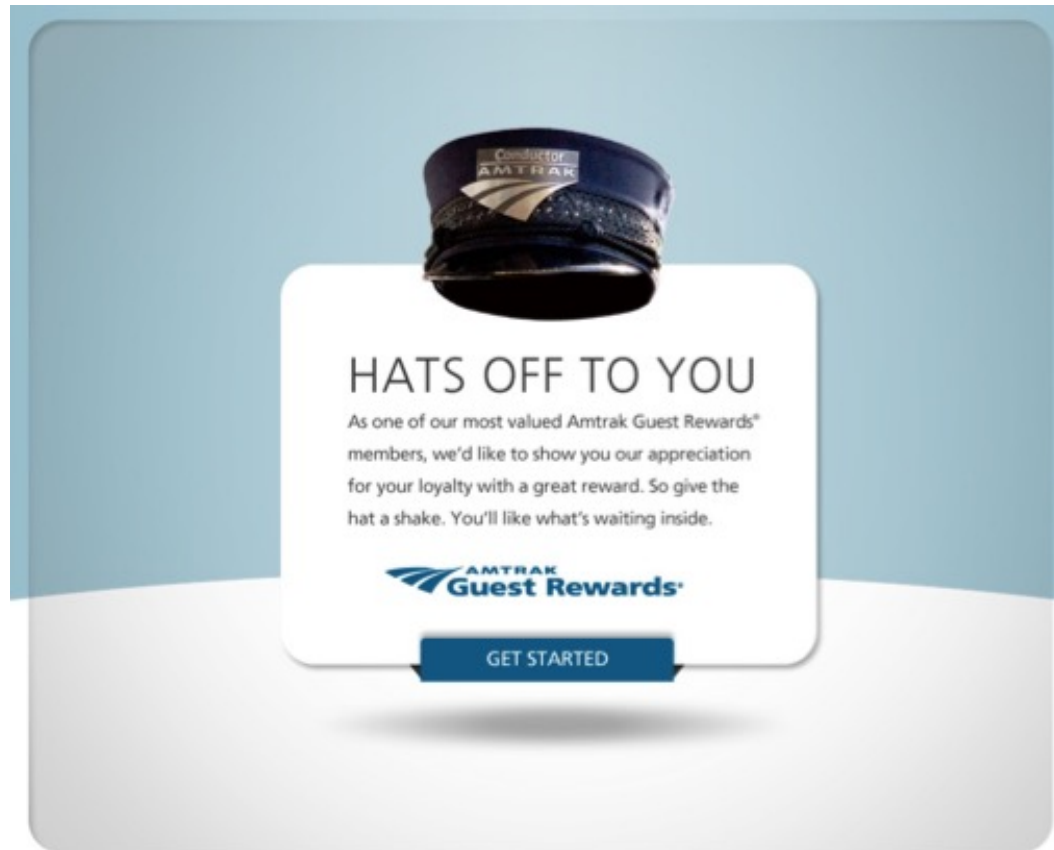 Conductor
AMTRAK
HATS OFF TO YOU
As one of our most valued Amtrak Guest Rewards®
members, we'd like to show you our appreciation
for your loyalty with a great reward. So give the
hat a shake. You'll like what's waiting inside.
AMTRAK
Guest Rewards®
GET STARTED